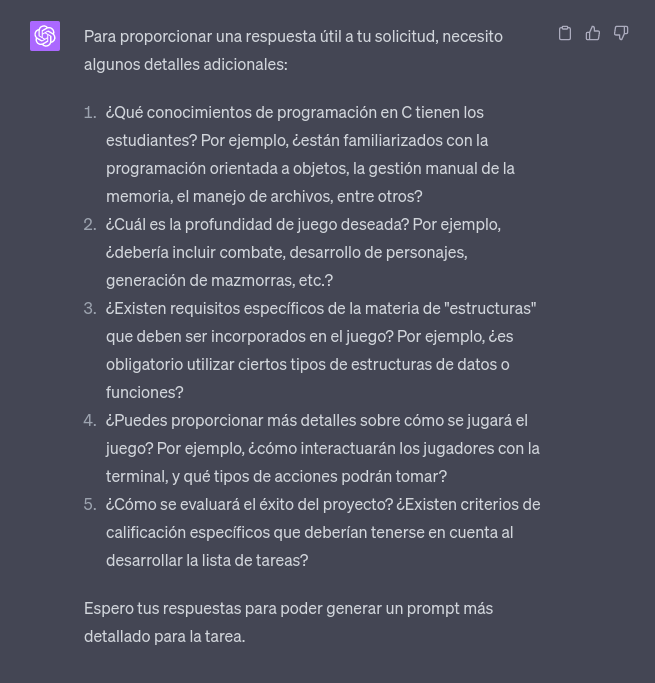 Para proporcionar una respuesta útil a tu solicitud, necesito
algunos detalles adicionales:
1. ¿Qué conocimientos de programación en C tienen los
estudiantes? Por ejemplo, ¿están familiarizados con la
programación orientada a objetos, la gestión manual de la
memoria, el manejo de archivos, entre otros?
2. ¿Cuál es la profundidad de juego deseada? Por ejemplo,
¿debería incluir combate, desarrollo de personajes,
generación de mazmorras, etc.?
3. ¿Existen requisitos específicos de la materia de "estructuras"
que deben ser incorporados en el juego? Por ejemplo, ¿es
obligatorio utilizar ciertos tipos de estructuras de datos o
funciones?
4. ¿Puedes proporcionar más detalles sobre cómo se jugará el
juego? Por ejemplo, ¿cómo interactuarán los jugadores con la
terminal, y qué tipos de acciones podrán tomar?
5. ¿Cómo se evaluará el éxito del proyecto? ¿Existen criterios de
calificación específicos que deberían tenerse en cuenta al
desarrollar la lista de tareas?
Espero tus respuestas para poder generar un prompt más
detallado para la tarea.